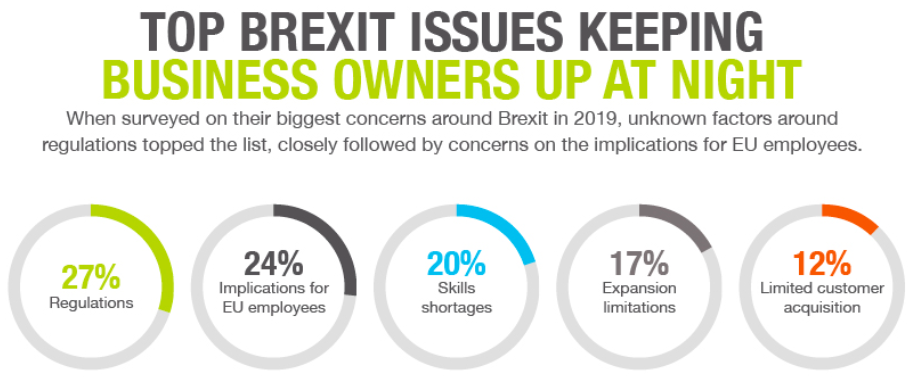 TOP BREXIT ISSUES KEEPING
BUSINESS OWNERS UP AT NIGHT
When surveyed on their biggest concerns around Brexit in 2019, unknown factors around
regulations topped the list, closely followed by concerns on the implications for EU employees.
27%
Regulations
24%
Implications for
EU employees
20%
Skills
shortages
17%
Expansion
limitations
12%
Limited customer
acquisition